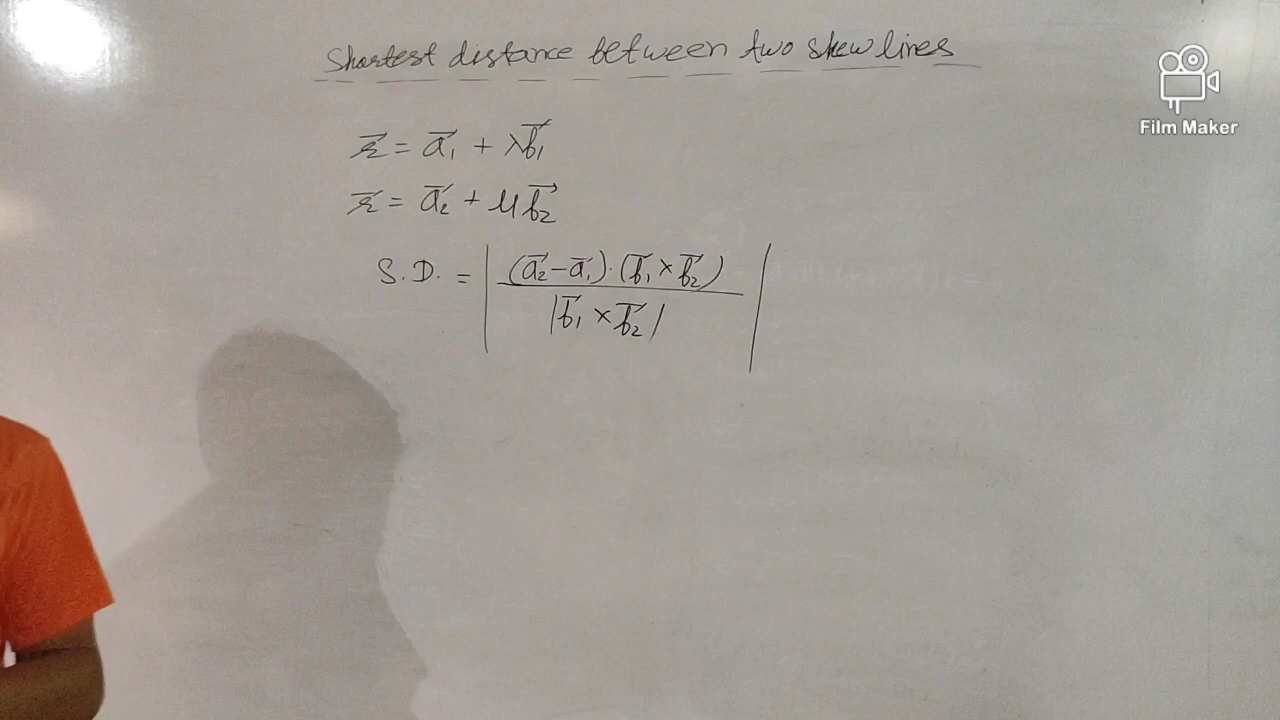 Shortest distance between two skew lines
Film Maker
r⃗ = a⃗₁ + λb⃗₁
r⃗ = a⃗₂ + μb⃗₂
S.D. = | (a⃗₂ − a⃗₁)·(b⃗₁ × b⃗₂) / |b⃗₁ × b⃗₂| |